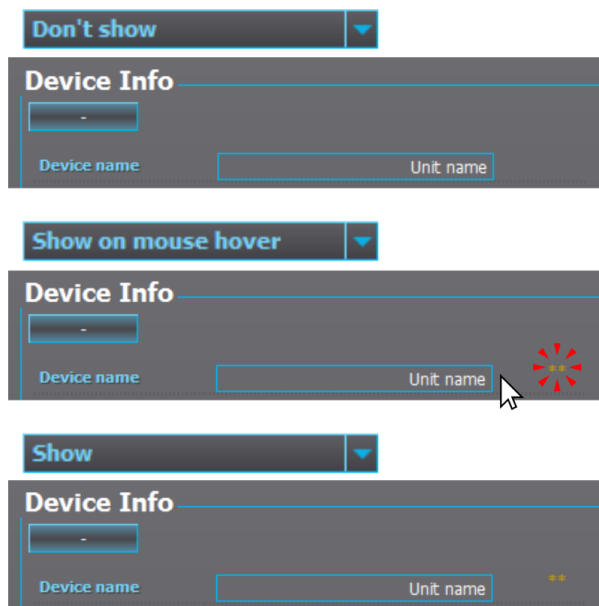 Don't show
Device Info
-
Device name Unit name
Show on mouse hover
Device Info
-
Device name Unit name **
Show
Device Info
-
Device name Unit name **